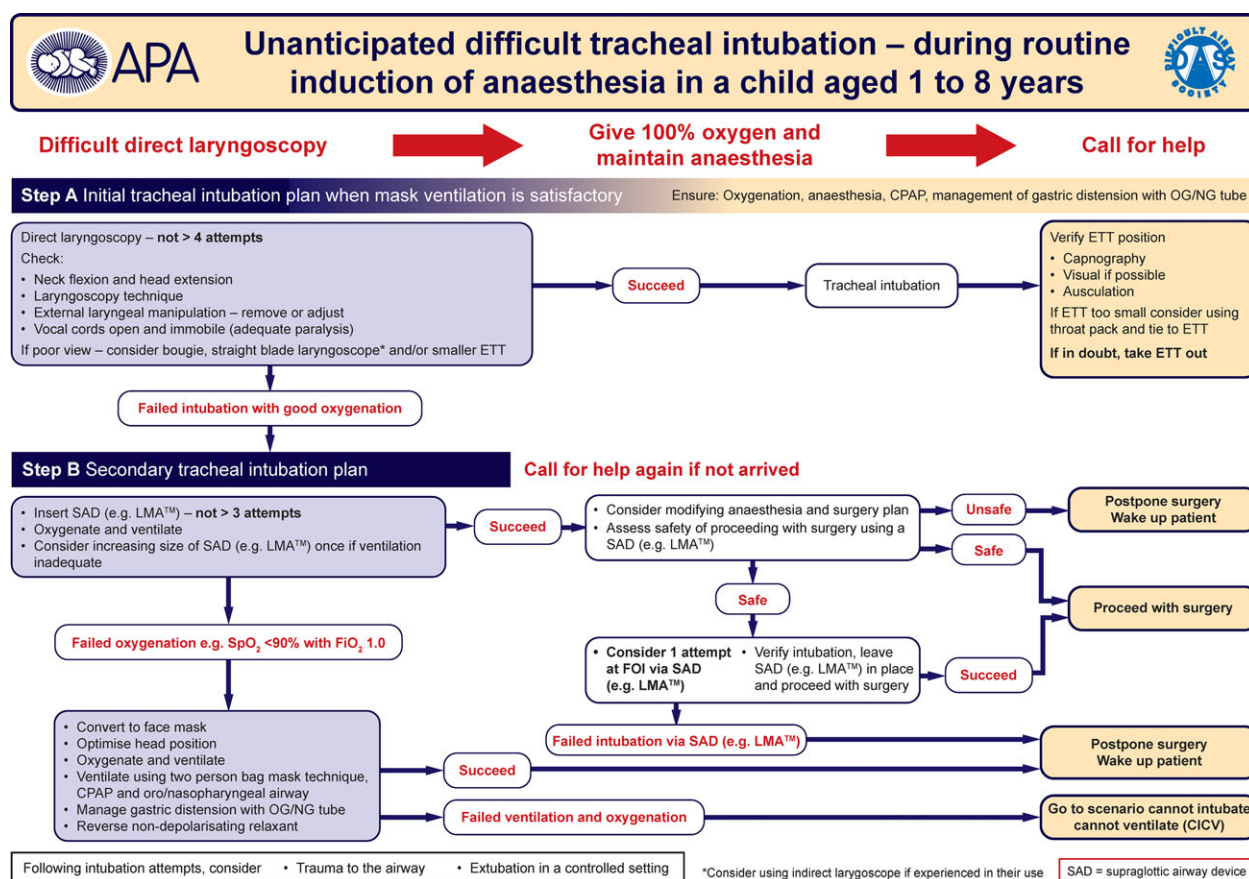 APA
Unanticipated difficult tracheal intubation – during routine
induction of anaesthesia in a child aged 1 to 8 years
DIFFICULT AIRWAY
DAS
SOCIETY
Difficult direct laryngoscopy
Give 100% oxygen and
maintain anaesthesia
Call for help
Step A Initial tracheal intubation plan when mask ventilation is satisfactory
Ensure: Oxygenation, anaesthesia, CPAP, management of gastric distension with OG/NG tube
Direct laryngoscopy – not > 4 attempts
Check:
• Neck flexion and head extension
• Laryngoscopy technique
• External laryngeal manipulation – remove or adjust
• Vocal cords open and immobile (adequate paralysis)
If poor view – consider bougie, straight blade laryngoscope* and/or smaller ETT
Succeed
Tracheal intubation
Verify ETT position
• Capnography
• Visual if possible
• Ausculation
If ETT too small consider using
throat pack and tie to ETT
If in doubt, take ETT out
Failed intubation with good oxygenation
Step B Secondary tracheal intubation plan
Call for help again if not arrived
• Insert SAD (e.g. LMA™) – not > 3 attempts
• Oxygenate and ventilate
• Consider increasing size of SAD (e.g. LMA™) once if ventilation
inadequate
Succeed
• Consider modifying anaesthesia and surgery plan
• Assess safety of proceeding with surgery using a
SAD (e.g. LMA™)
Unsafe
Postpone surgery
Wake up patient
Safe
Safe
Proceed with surgery
Failed oxygenation e.g. SpO₂ <90% with FiO₂ 1.0
• Consider 1 attempt
at FOI via SAD
(e.g. LMA™)
• Verify intubation, leave
SAD (e.g. LMA™) in place
and proceed with surgery
Succeed
• Convert to face mask
• Optimise head position
• Oxygenate and ventilate
• Ventilate using two person bag mask technique,
CPAP and oro/nasopharyngeal airway
• Manage gastric distension with OG/NG tube
• Reverse non-depolarisating relaxant
Failed intubation via SAD (e.g. LMA™)
Succeed
Postpone surgery
Wake up patient
Failed ventilation and oxygenation
Go to scenario cannot intubate
cannot ventilate (CICV)
Following intubation attempts, consider • Trauma to the airway • Extubation in a controlled setting
*Consider using indirect larygoscope if experienced in their use
SAD = supraglottic airway device